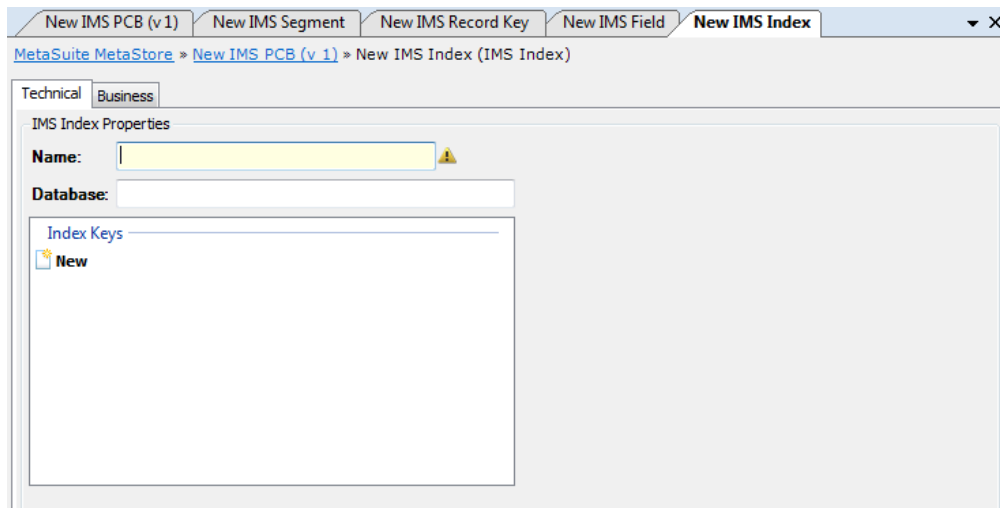 New IMS PCB (v 1) New IMS Segment New IMS Record Key New IMS Field New IMS Index
MetaSuite MetaStore » New IMS PCB (v 1) » New IMS Index (IMS Index)
Technical Business
IMS Index Properties
Name:
Database:
Index Keys
New